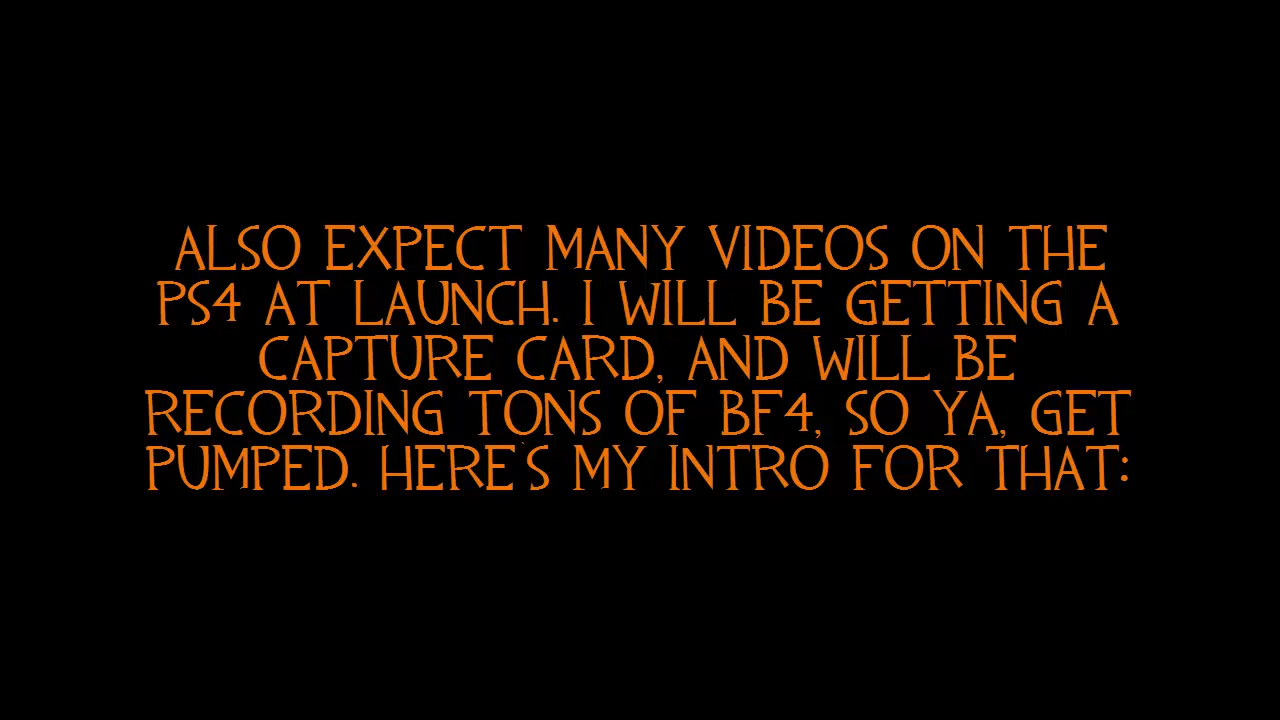 ALSO EXPECT MANY VIDEOS ON THE
PS4 AT LAUNCH. I WILL BE GETTING A
CAPTURE CARD, AND WILL BE
RECORDING TONS OF BF4, SO YA, GET
PUMPED. HERE'S MY INTRO FOR THAT: